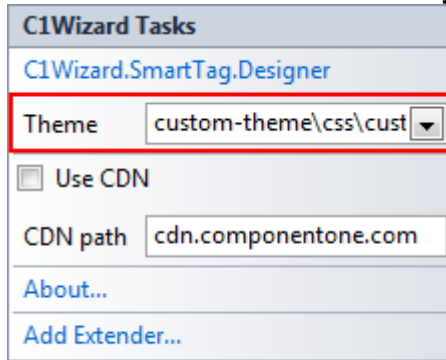 C1Wizard Tasks
C1Wizard.SmartTag.Designer
Theme custom-theme\css\cust
Use CDN
CDN path cdn.componentone.com
About...
Add Extender...